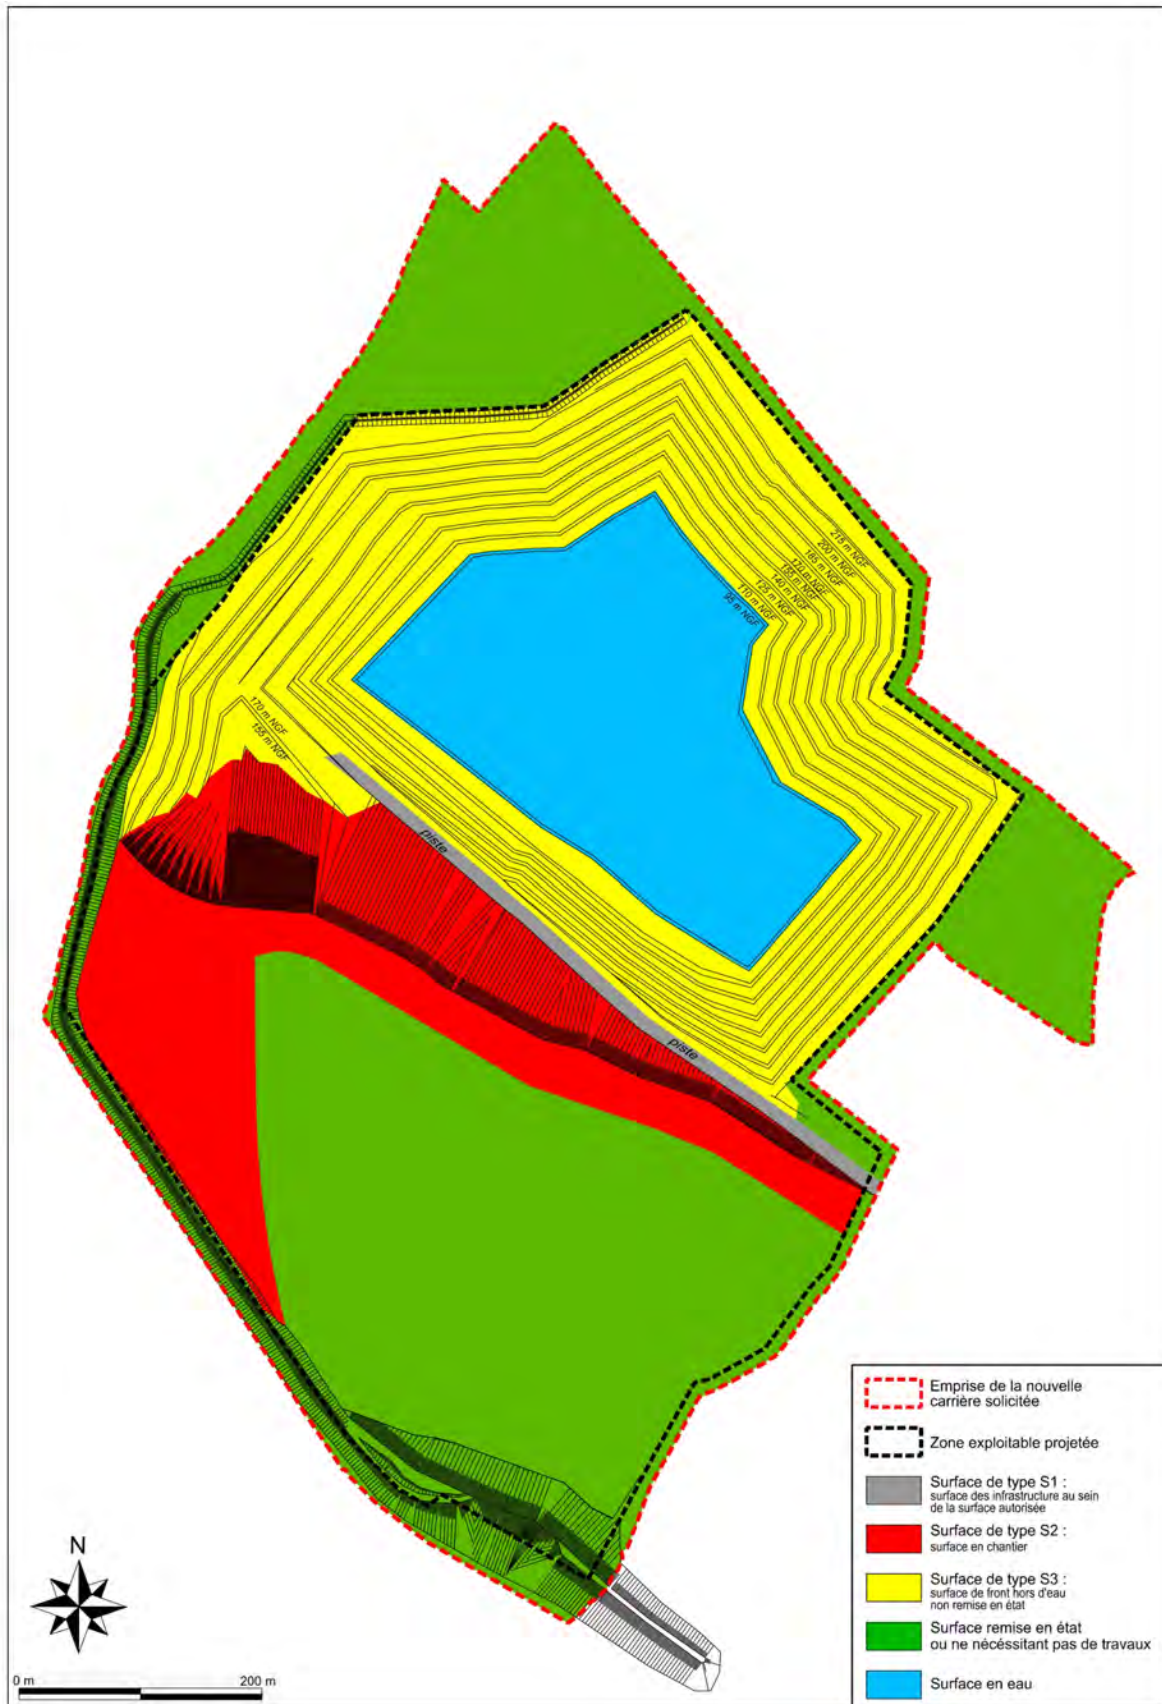 215 m NGF
200 m NGF
185 m NGF
170 m NGF
155 m NGF
140 m NGF
125 m NGF
110 m NGF
95 m NGF
170 m NGF
155 m NGF
piste
piste
Emprise de la nouvelle
carrière solicitée
Zone exploitable projetée
Surface de type S1 :
surface des infrastructure au sein
de la surface autorisée
Surface de type S2 :
surface en chantier
Surface de type S3 :
surface de front hors d'eau
non remise en état
Surface remise en état
ou ne nécéssitant pas de travaux
Surface en eau
N
0 m
200 m